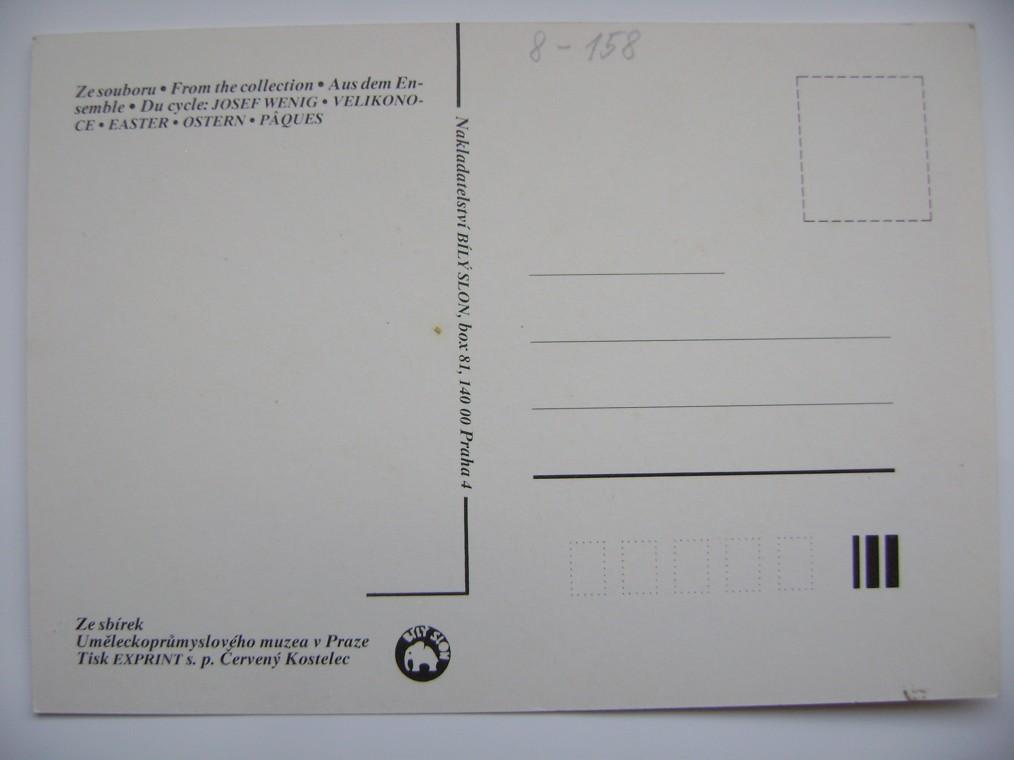 8 - 158
Ze souboru • From the collection • Aus dem En-
semble • Du cycle: JOSEF WENIG • VELIKONO-
CE • EASTER • OSTERN • PÂQUES
Nakladatelství BÍLÝ SLON, box 81, 140 00 Praha 4
Ze sbírek
Uměleckoprůmyslového muzea v Praze
Tisk EXPRINT s. p. Červený Kostelec
BÍLÝ SLON